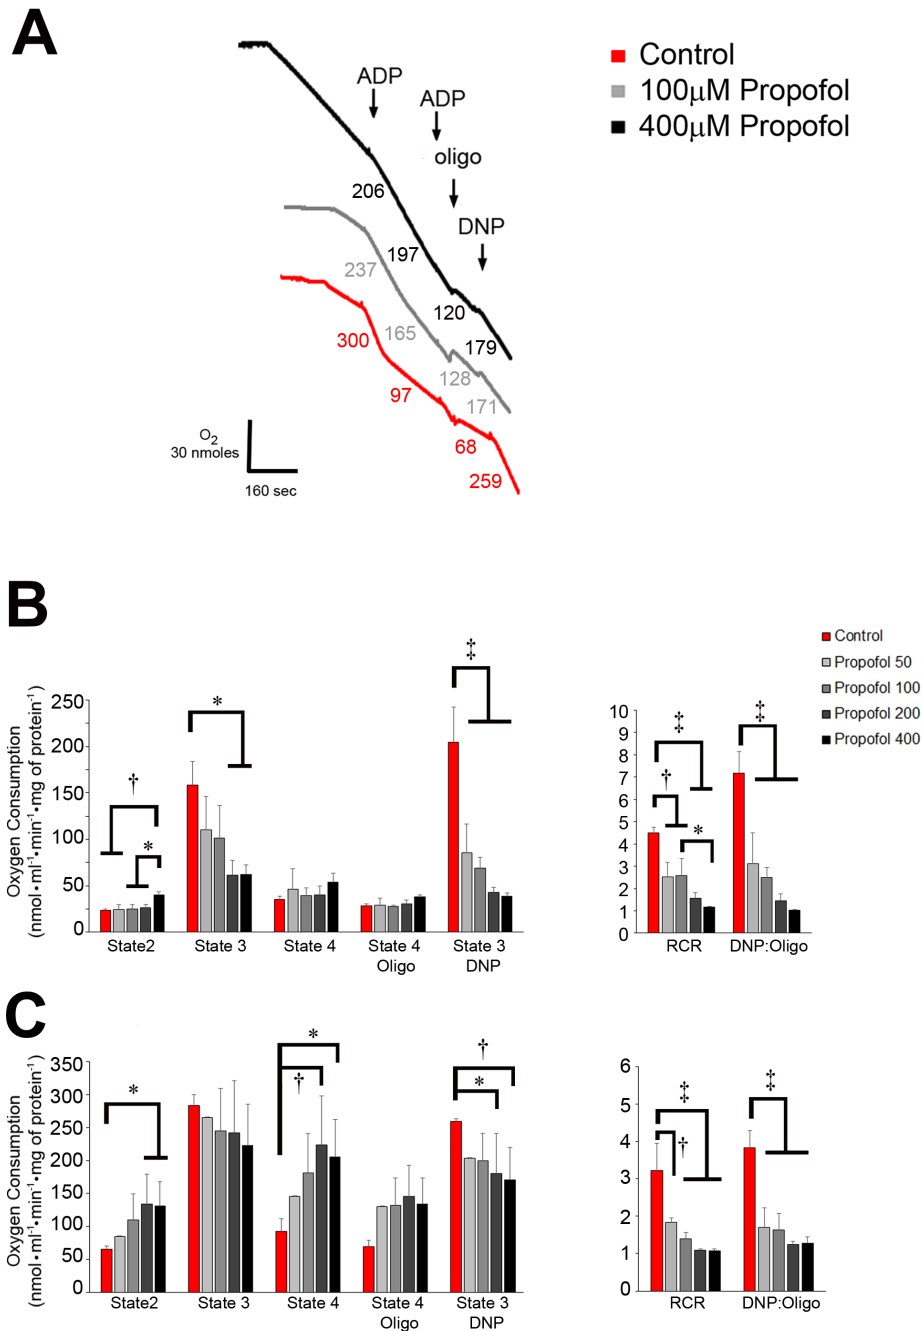 A
Control
100μM Propofol
400μM Propofol
ADP
ADP
oligo
DNP
206
197
120
179
237
165
128
171
300
97
68
259
O2
30 nmoles
160 sec
B
Control
Propofol 50
Propofol 100
Propofol 200
Propofol 400
Oxygen Consumption
(nmol•ml-1•min-1•mg of protein-1)
250
200
150
100
50
0
†
*
*
‡
State2
State 3
State 4
State 4
Oligo
State 3
DNP
10
9
8
7
6
5
4
3
2
1
0
‡
†
*
‡
RCR
DNP:Oligo
C
Oxygen Consumption
(nmol•ml-1•min-1•mg of protein-1)
350
300
250
200
150
100
50
0
*
*
†
†
*
State2
State 3
State 4
State 4
Oligo
State 3
DNP
6
5
4
3
2
1
0
‡
†
‡
RCR
DNP:Oligo